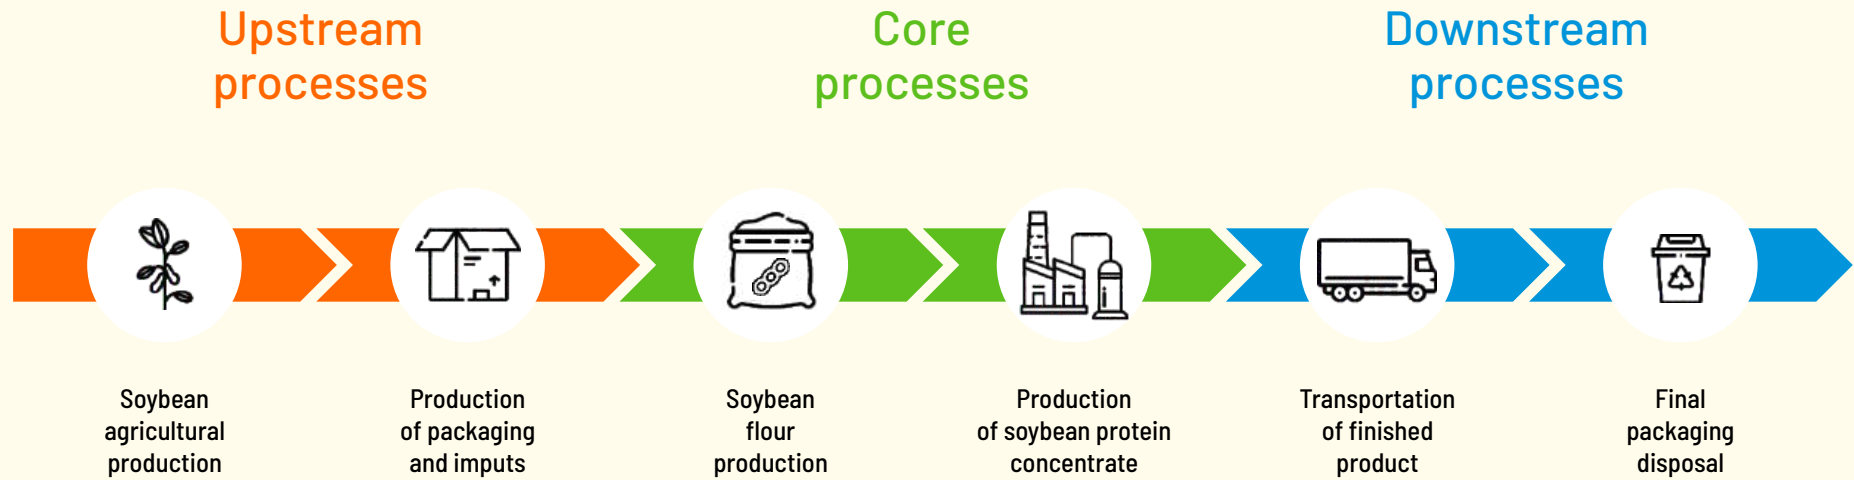 Upstream
processes
Core
processes
Downstream
processes
Soybean
agricultural
production
Production
of packaging
and imputs
Soybean
flour
production
Production
of soybean protein
concentrate
Transportation
of finished
product
Final
packaging
disposal